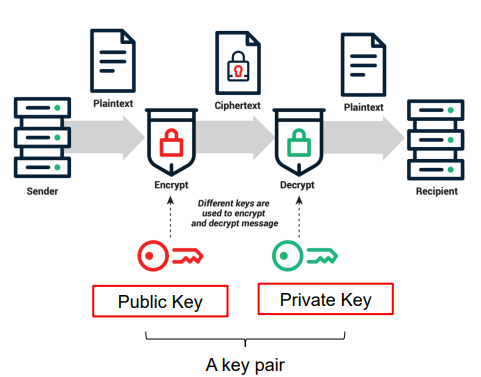 Plaintext
Ciphertext
Plaintext
Sender
Encrypt
Decrypt
Recipient
Different keys are
used to encrypt
and decrypt message
Public Key
Private Key
A key pair